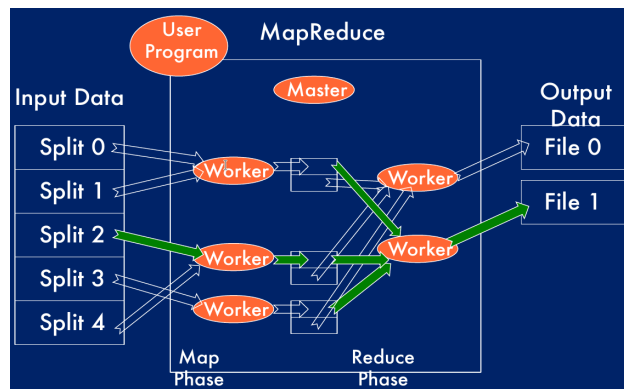 User
Program
MapReduce
Master
Input Data
Output
Data
Split 0
Split 1
Split 2
Split 3
Split 4
Worker
Worker
Worker
Worker
Worker
File 0
File 1
Map
Phase
Reduce
Phase